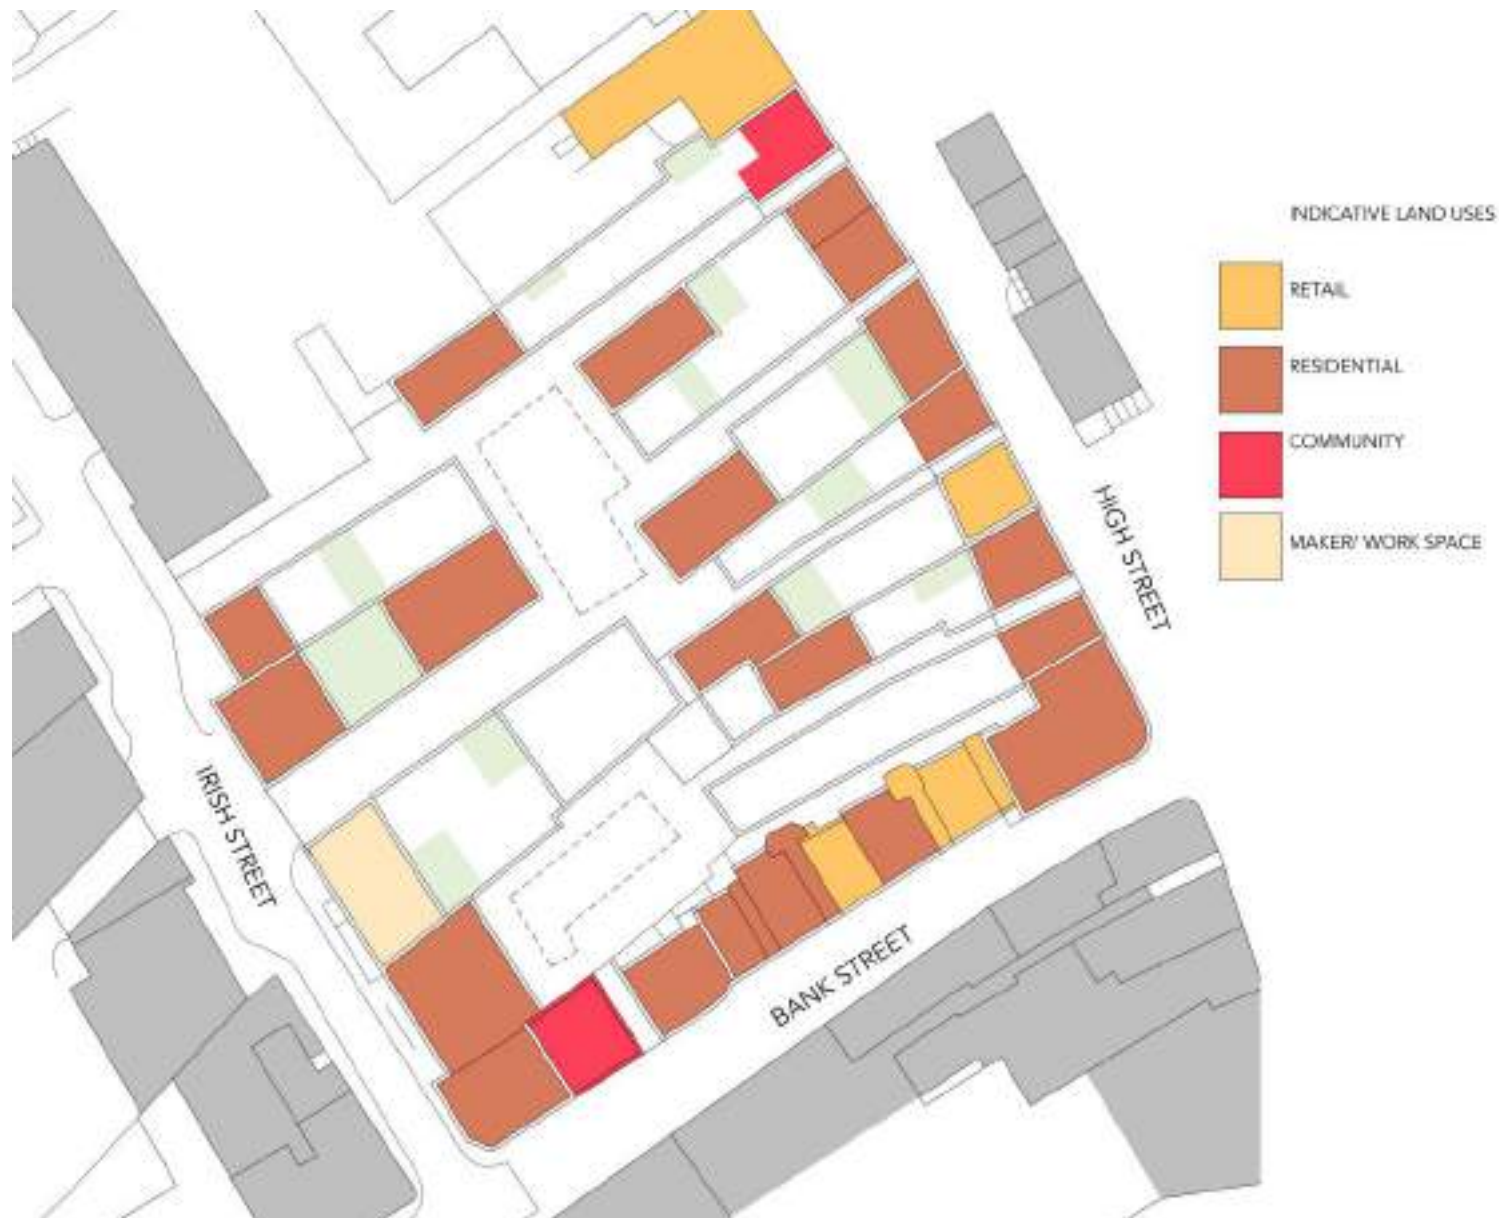 INDICATIVE LAND USES
RETAIL
RESIDENTIAL
COMMUNITY
MAKER/ WORK SPACE
HIGH STREET
IRISH STREET
BANK STREET